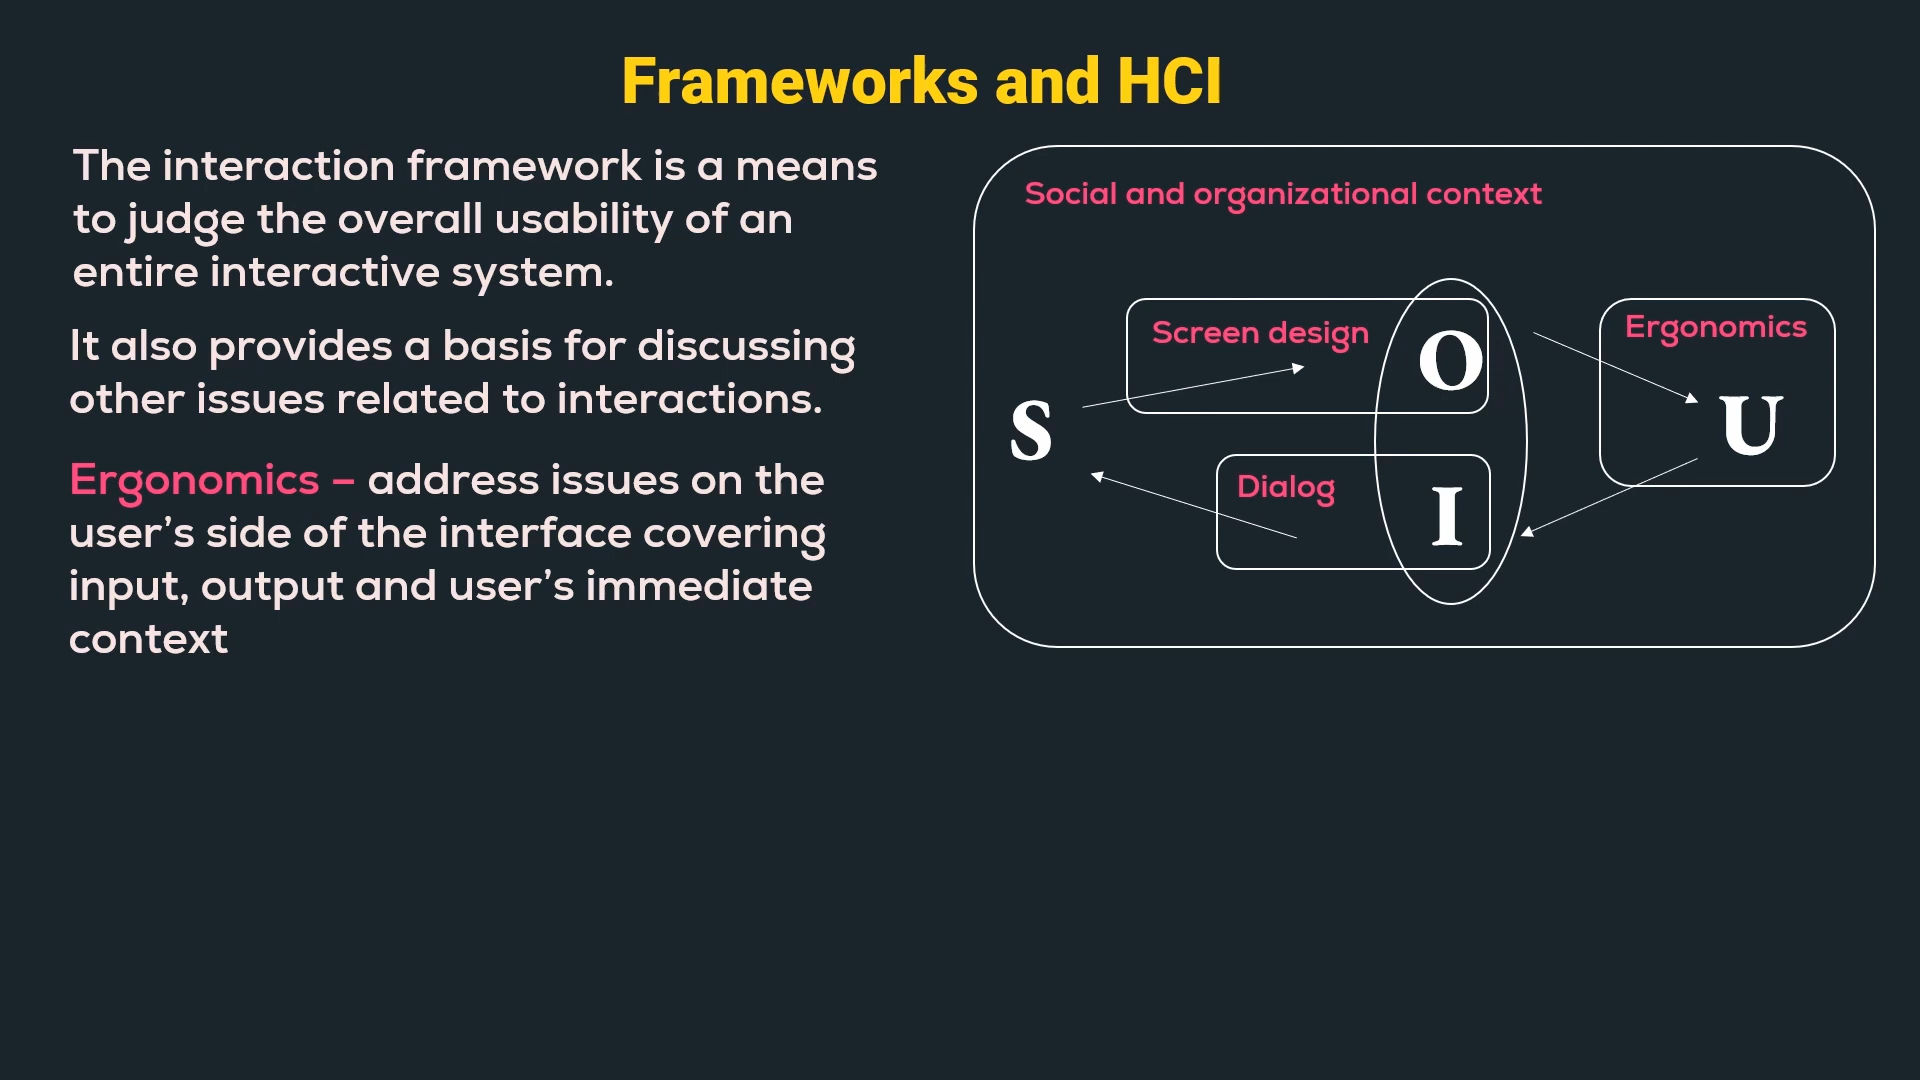 Frameworks and HCI
The interaction framework is a means
to judge the overall usability of an
entire interactive system.
It also provides a basis for discussing
other issues related to interactions.
Ergonomics – address issues on the
user’s side of the interface covering
input, output and user’s immediate
context
Social and organizational context
Screen design
O
Ergonomics
S
U
Dialog
I